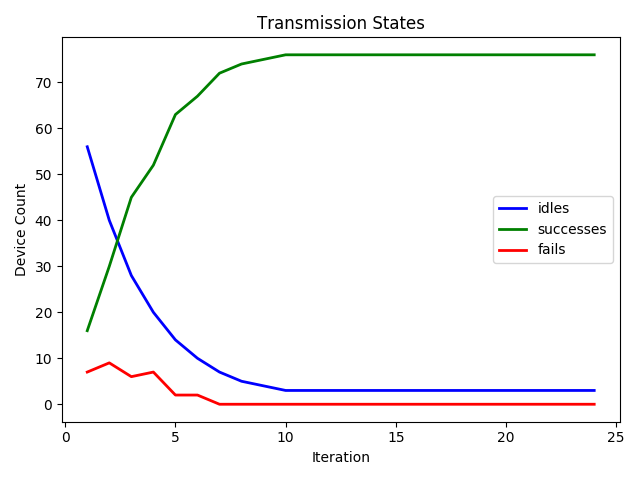 Transmission States
Device Count
70
60
50
40
30
20
10
0
idles
successes
fails
0 5 10 15 20 25
Iteration